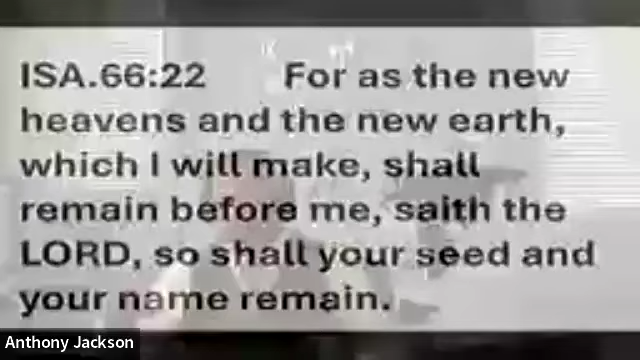 ISA.66:22 For as the new
heavens and the new earth,
which I will make, shall
remain before me, saith the
LORD, so shall your seed and
your name remain.
Anthony Jackson